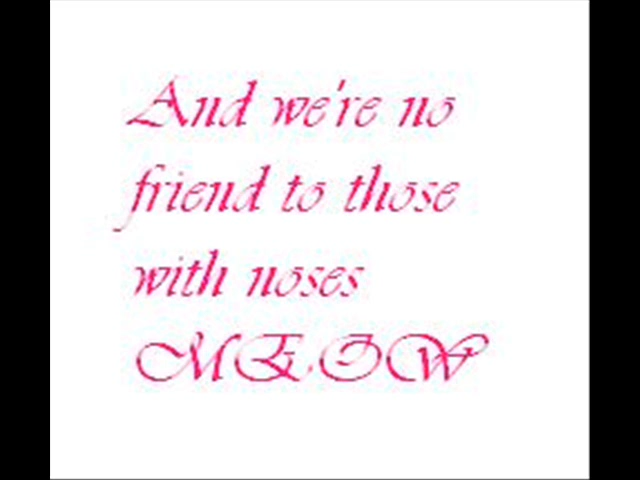 And we're no
friend to those
with noses
MEOW